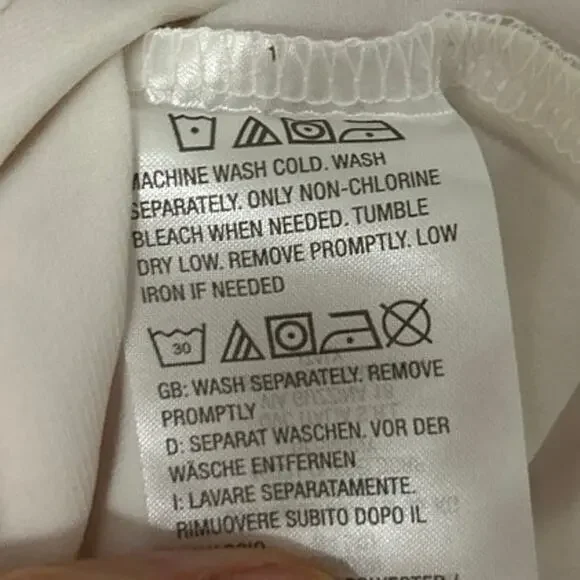 1
MACHINE WASH COLD. WASH
SEPARATELY. ONLY NON-CHLORINE
BLEACH WHEN NEEDED. TUMBLE
DRY LOW. REMOVE PROMPTLY. LOW
IRON IF NEEDED
30
GB: WASH SEPARATELY. REMOVE
PROMPTLY
D: SEPARAT WASCHEN. VOR DER
WÄSCHE ENTFERNEN
I: LAVARE SEPARATAMENTE.
RIMUOVERE SUBITO DOPO IL